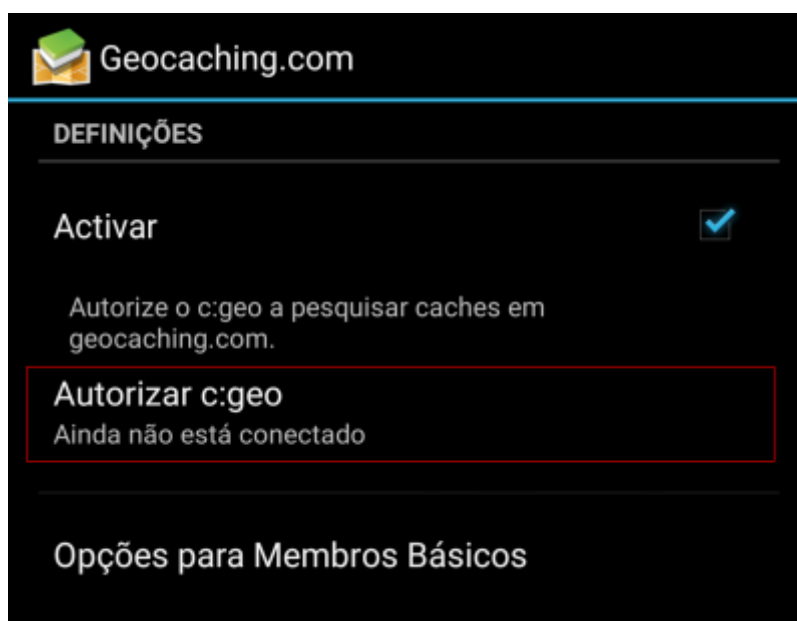 Geocaching.com
DEFINIÇÕES
Activar
Autorize o c:geo a pesquisar caches em
geocaching.com.
Autorizar c:geo
Ainda não está conectado
Opções para Membros Básicos